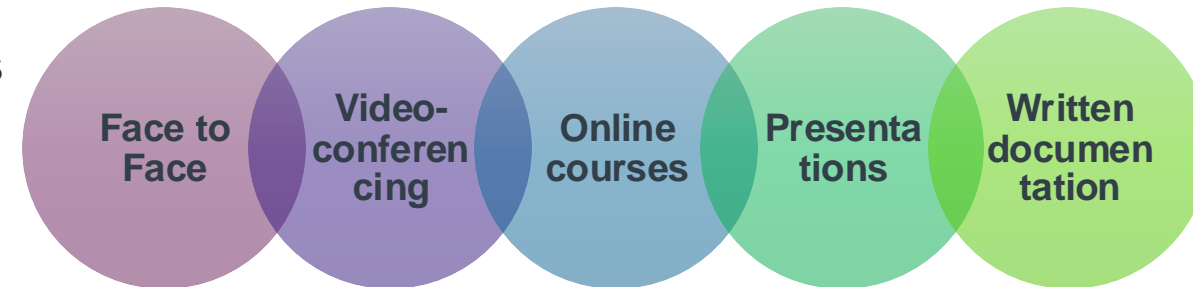 s
Face to
Face
Video-
conferen
cing
Online
courses
Presenta
tions
Written
documen
tation